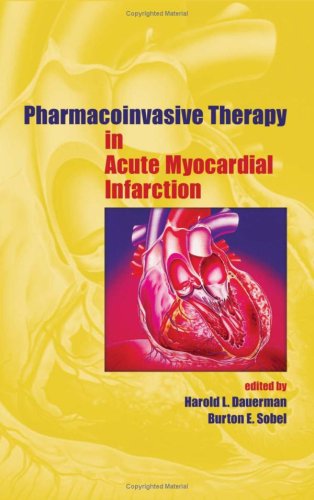 Copyrighted Material
Pharmacoinvasive Therapy
in
Acute Myocardial
Infarction
edited by
Harold L. Dauerman
Burton E. Sobel
Copyrighted Material